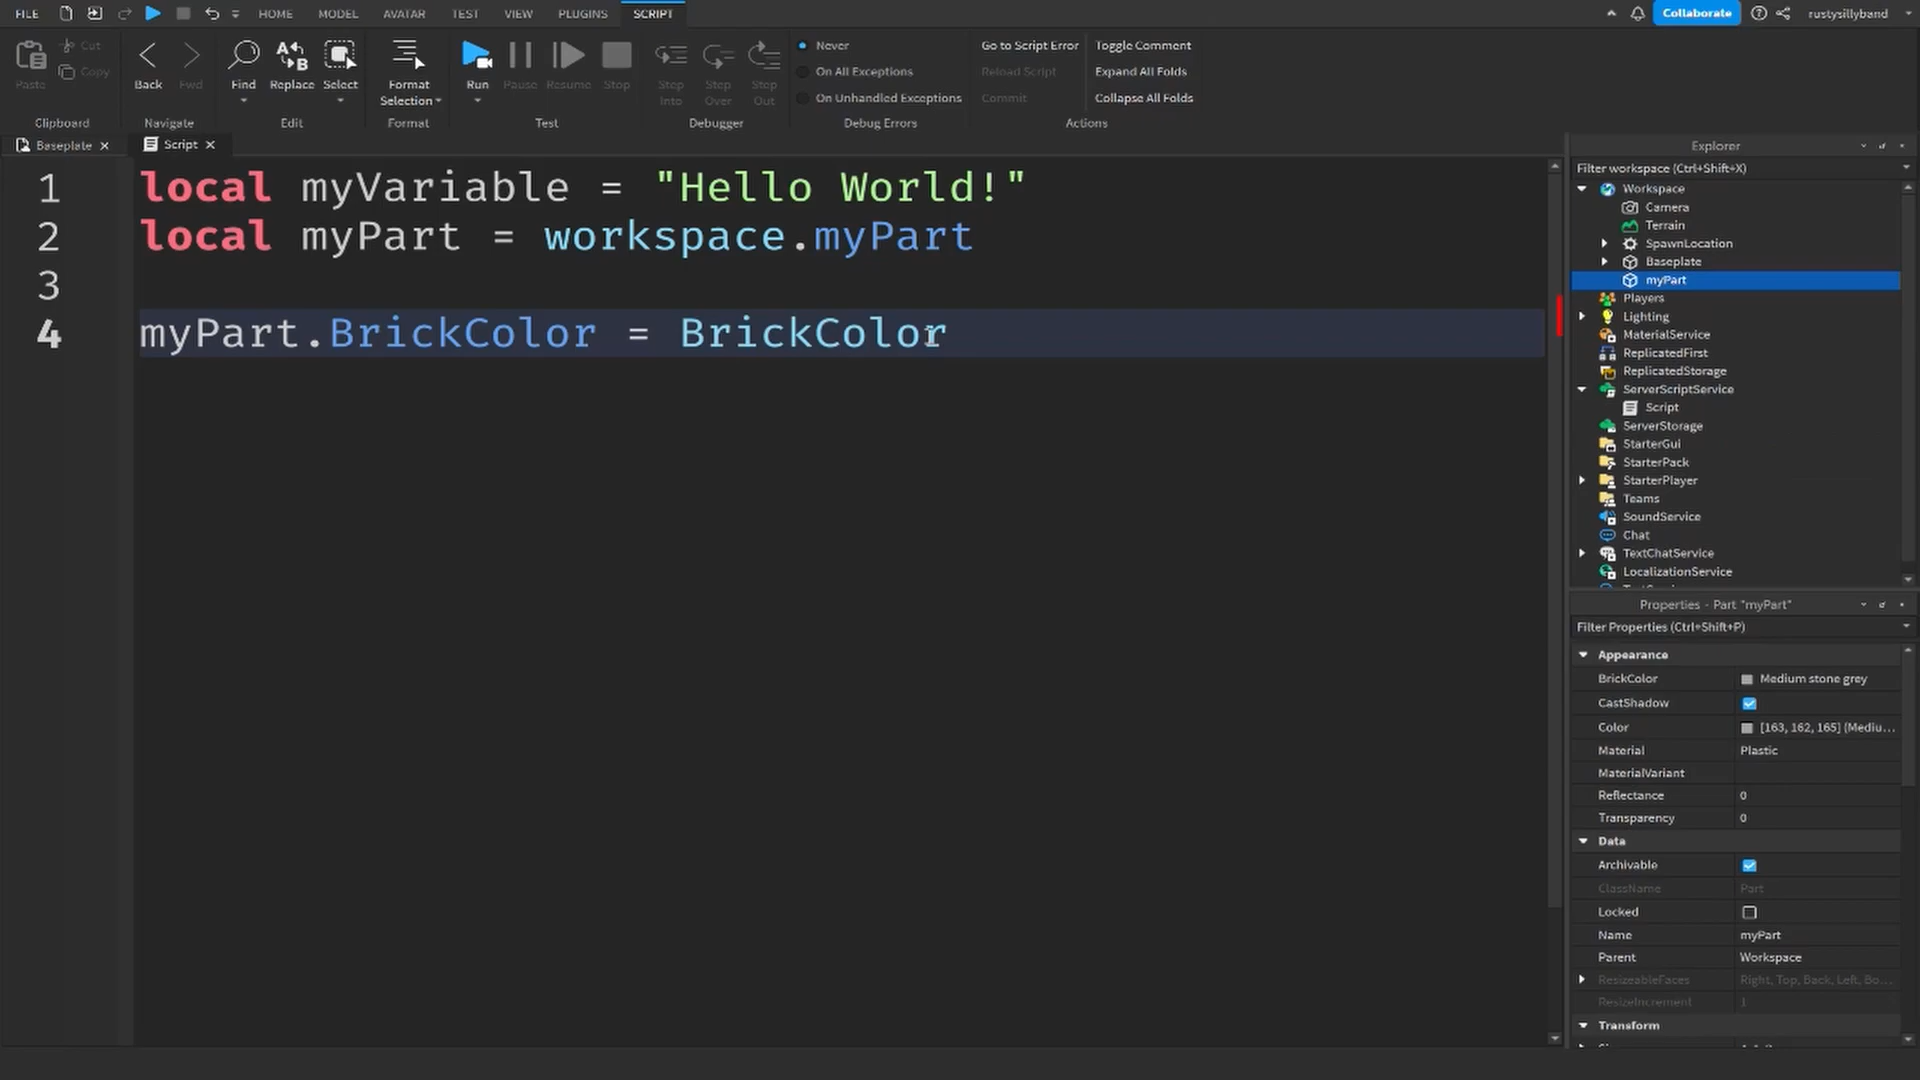 FILE HOME MODEL AVATAR TEST VIEW PLUGINS SCRIPT Collaborate rustysillyband
Paste Cut Copy
Back Fwd
Find Replace Select
Format Selection
Run Pause Resume Stop
Step Into Step Over Step Out
Never
On All Exceptions
On Unhandled Exceptions
Go to Script Error
Reload Script
Commit
Toggle Comment
Expand All Folds
Collapse All Folds
Clipboard Navigate Edit Format Test Debugger Debug Errors Actions
Baseplate Script
1 local myVariable = "Hello World!"
2 local myPart = workspace.myPart
3
4 myPart.BrickColor = BrickColor
Explorer
Filter workspace (Ctrl+Shift+X)
Workspace
Camera
Terrain
SpawnLocation
Baseplate
myPart
Players
Lighting
MaterialService
ReplicatedFirst
ReplicatedStorage
ServerScriptService
Script
ServerStorage
StarterGui
StarterPack
StarterPlayer
Teams
SoundService
Chat
TextChatService
LocalizationService
Properties - Part "myPart"
Filter Properties (Ctrl+Shift+P)
Appearance
BrickColor Medium stone grey
CastShadow
Color [163, 162, 165] (Mediu...
Material Plastic
MaterialVariant
Reflectance 0
Transparency 0
Data
Archivable
ClassName Part
Locked
Name myPart
Parent Workspace
ResizeableFaces Right, Top, Back, Left, Bo...
ResizeIncrement 1
Transform